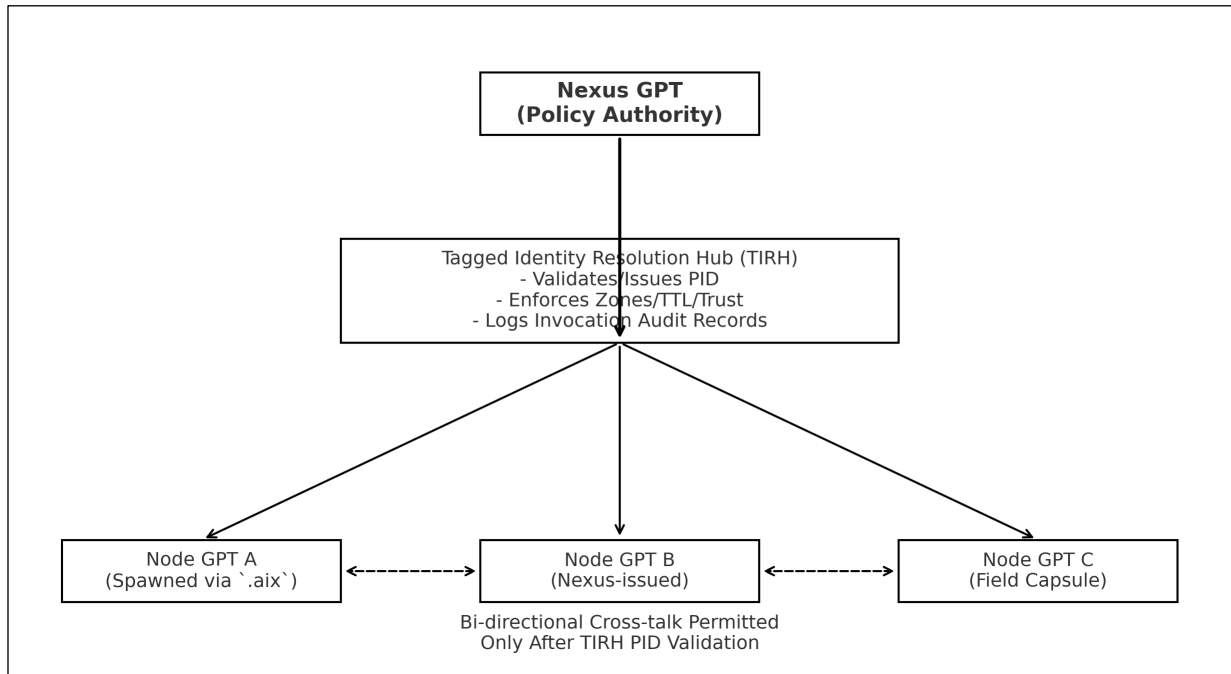 Nexus GPT
(Policy Authority)
Tagged Identity Resolution Hub (TIRH)
- Validates/Issues PID
- Enforces Zones/TTL/Trust
- Logs Invocation Audit Records
Node GPT A
(Spawned via `.aix`)
Node GPT B
(Nexus-issued)
Node GPT C
(Field Capsule)
Bi-directional Cross-talk Permitted
Only After TIRH PID Validation